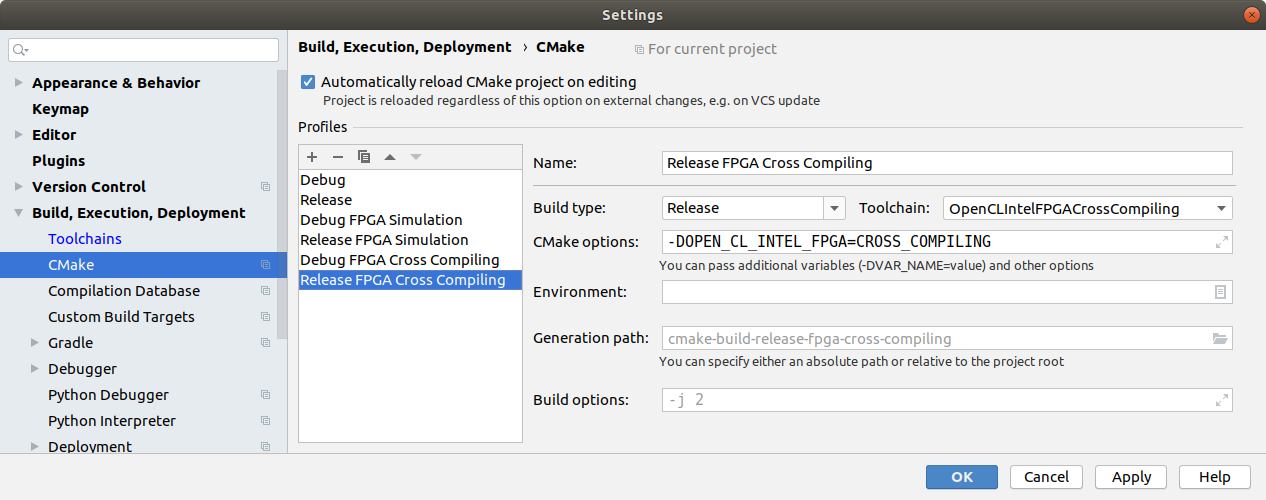 Settings
Appearance & Behavior
Keymap
Editor
Plugins
Version Control
Build, Execution, Deployment
Toolchains
CMake
Compilation Database
Custom Build Targets
Gradle
Debugger
Python Debugger
Python Interpreter
Deployment
Build, Execution, Deployment › CMake For current project
Automatically reload CMake project on editing
Project is reloaded regardless of this option on external changes, e.g. on VCS update
Profiles
Debug
Release
Debug FPGA Simulation
Release FPGA Simulation
Debug FPGA Cross Compiling
Release FPGA Cross Compiling
Name: Release FPGA Cross Compiling
Build type: Release Toolchain: OpenCLIntelFPGACrossCompiling
CMake options: -DOPEN_CL_INTEL_FPGA=CROSS_COMPILING
You can pass additional variables (-DVAR_NAME=value) and other options
Environment:
Generation path: cmake-build-release-fpga-cross-compiling
You can specify either an absolute path or relative to the project root
Build options: -j 2
OK Cancel Apply Help